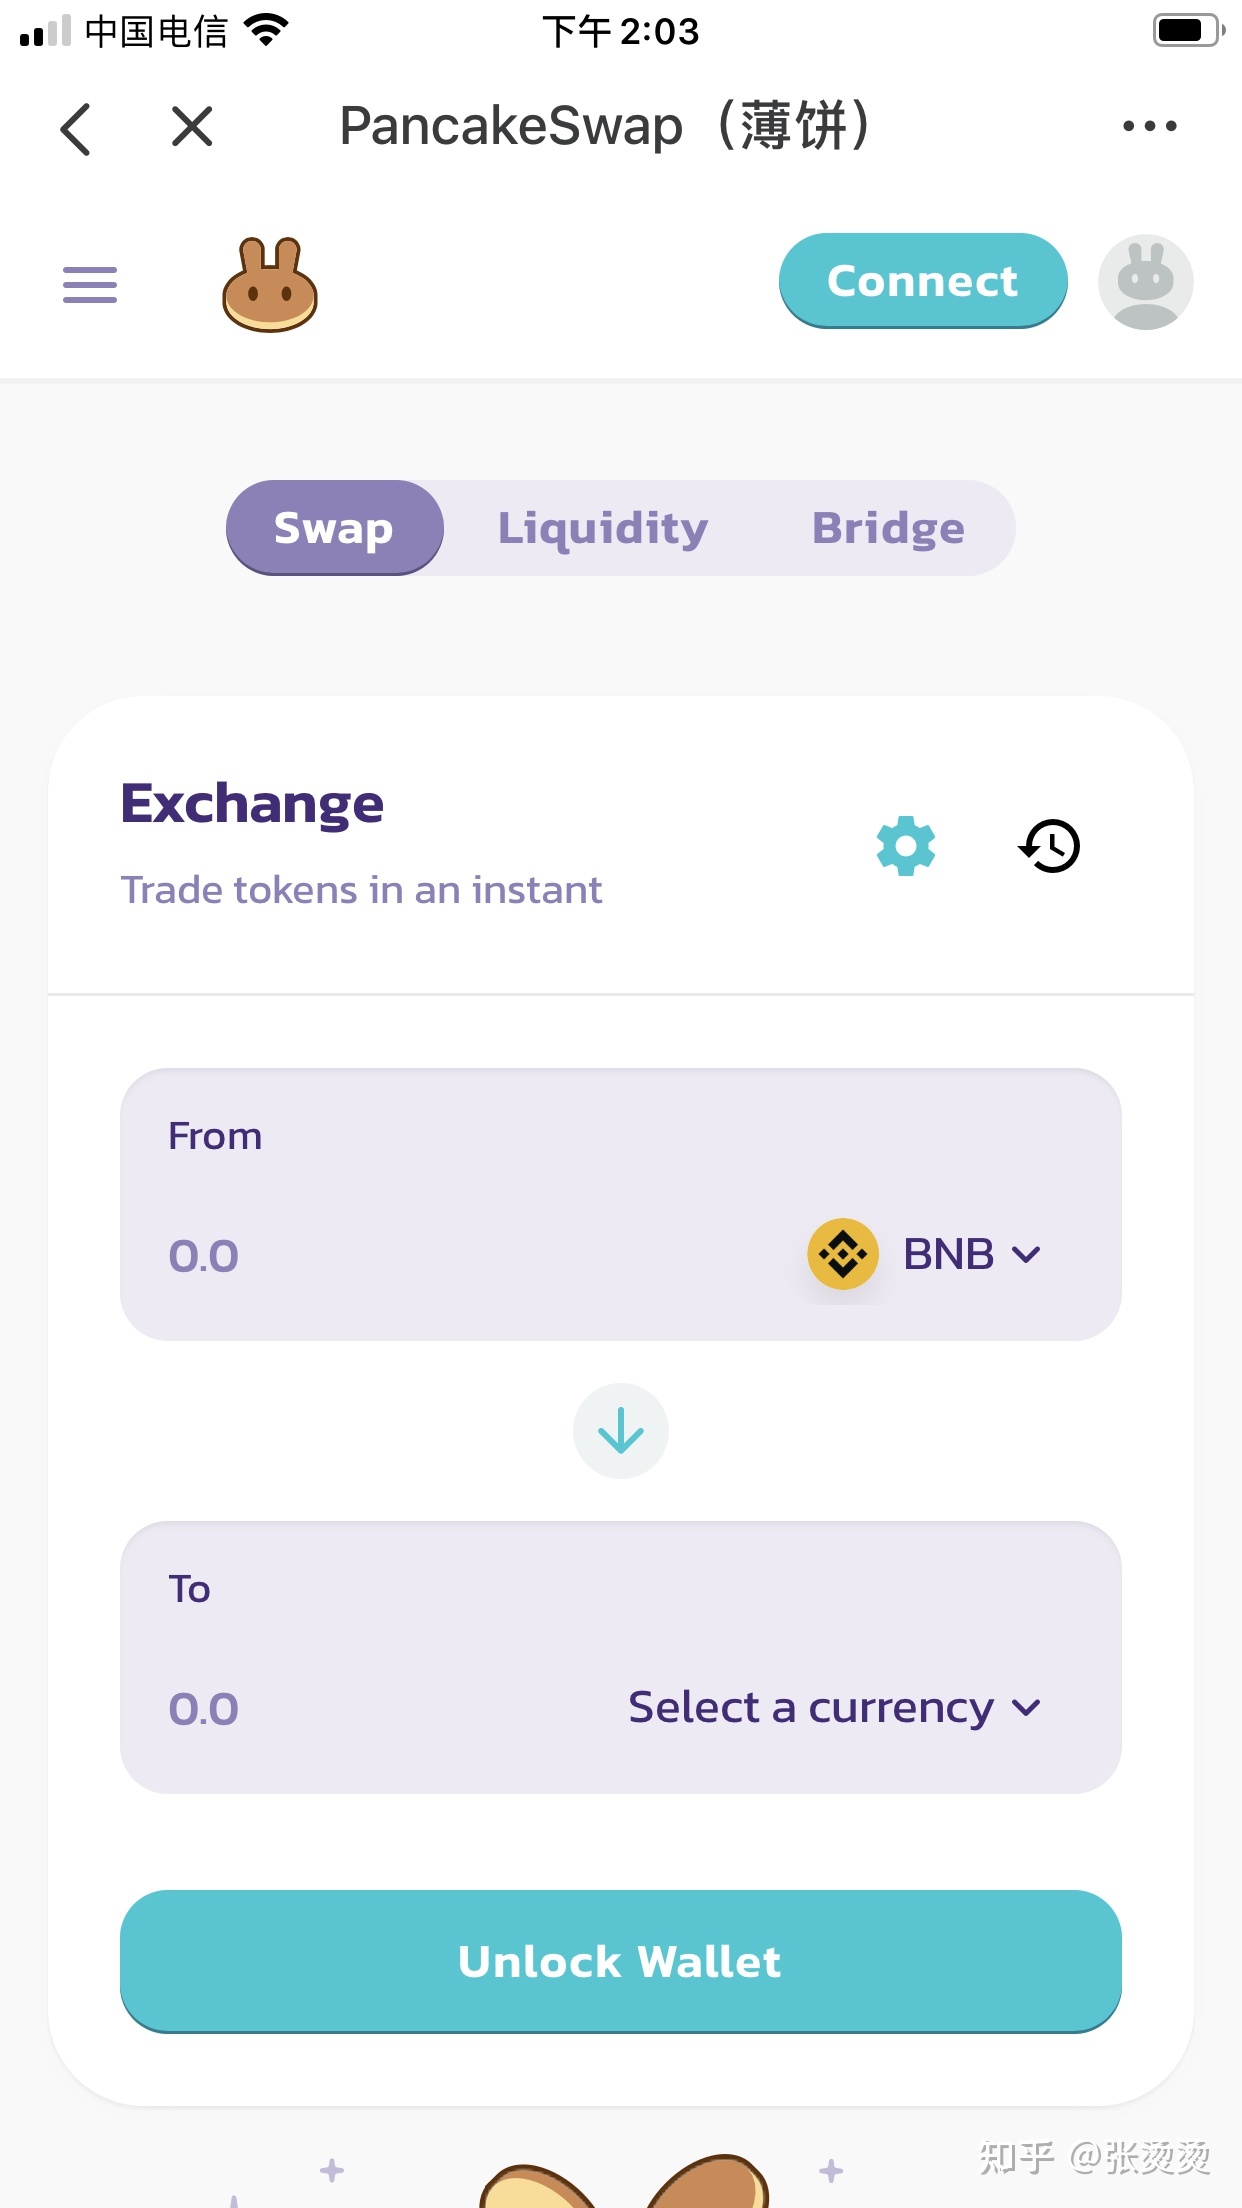 中国电信 下午 2:03
PancakeSwap（薄饼）
Connect
Swap Liquidity Bridge
Exchange
Trade tokens in an instant
From
0.0 BNB
To
0.0 Select a currency
Unlock Wallet
知乎 @张烫烫